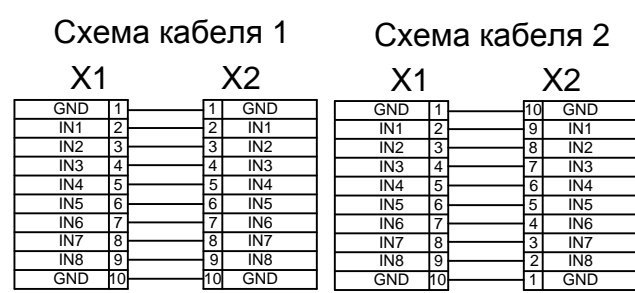 Схема кабеля 1
X1 X2
GND 1 1 GND
IN1 2 2 IN1
IN2 3 3 IN2
IN3 4 4 IN3
IN4 5 5 IN4
IN5 6 6 IN5
IN6 7 7 IN6
IN7 8 8 IN7
IN8 9 9 IN8
GND 10 10 GND
Схема кабеля 2
X1 X2
GND 1 10 GND
IN1 2 9 IN1
IN2 3 8 IN2
IN3 4 7 IN3
IN4 5 6 IN4
IN5 6 5 IN5
IN6 7 4 IN6
IN7 8 3 IN7
IN8 9 2 IN8
GND 10 1 GND